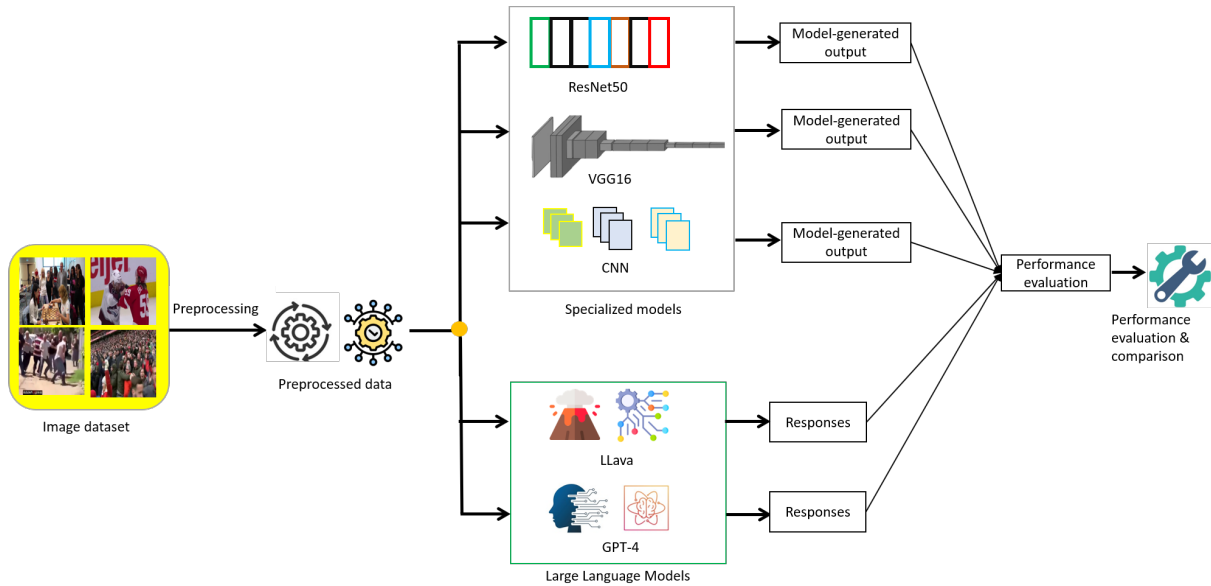 Image dataset
Preprocessing
Preprocessed data
ResNet50
VGG16
CNN
Specialized models
LLava
GPT-4
Large Language Models
Model-generated
output
Model-generated
output
Model-generated
output
Responses
Responses
Performance
evaluation
Performance
evaluation &
comparison